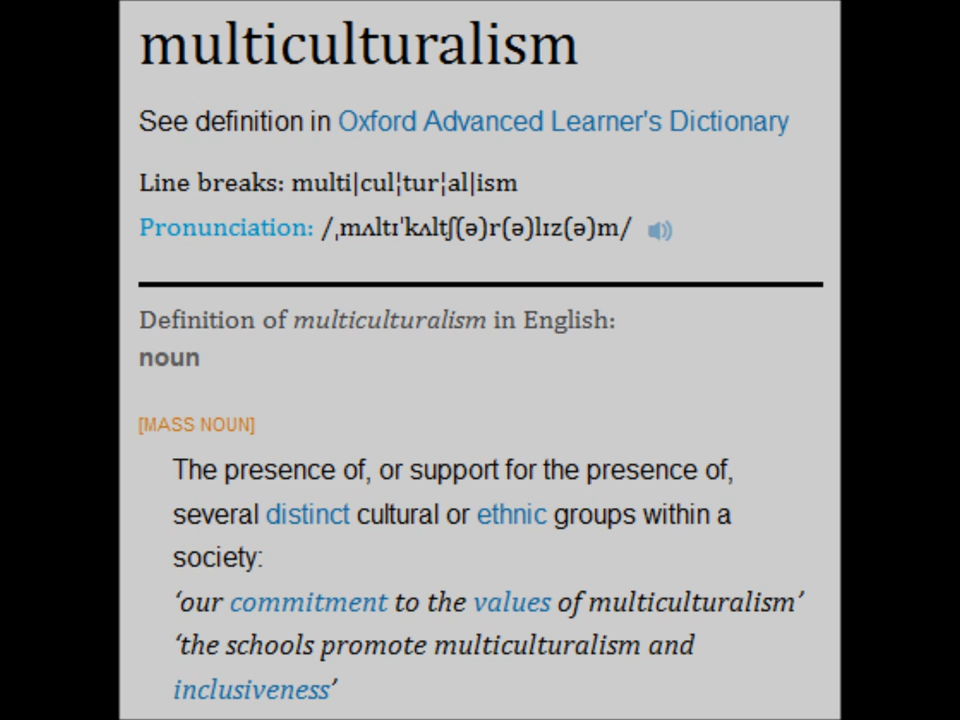 multiculturalism
See definition in Oxford Advanced Learner's Dictionary
Line breaks: multi|cul¦tur¦al|ism
Pronunciation: /ˌmʌltɪˈkʌltʃ(ə)r(ə)lɪz(ə)m/
Definition of multiculturalism in English:
noun
[MASS NOUN]
The presence of, or support for the presence of,
several distinct cultural or ethnic groups within a
society:
‘our commitment to the values of multiculturalism’
‘the schools promote multiculturalism and
inclusiveness’